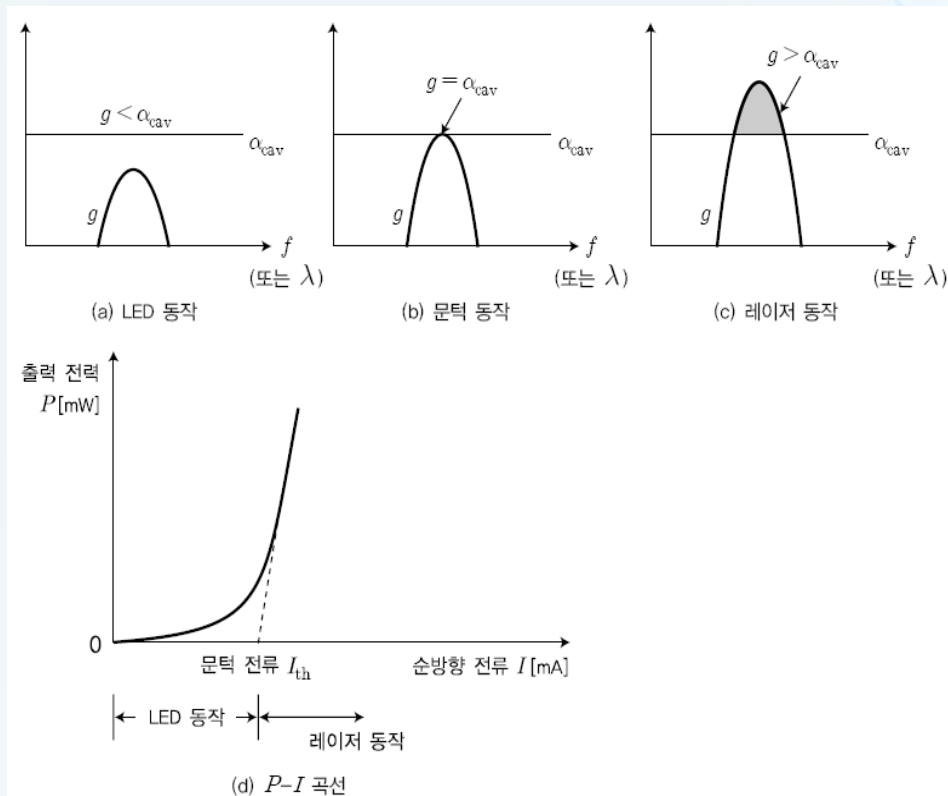 g < α_cav
α_cav
g
f
(또는 λ)
(a) LED 동작
g = α_cav
α_cav
g
f
(또는 λ)
(b) 문턱 동작
g > α_cav
α_cav
g
f
(또는 λ)
(c) 레이저 동작
출력 전력
P[mW]
0
문턱 전류 I_th
순방향 전류 I[mA]
LED 동작
레이저 동작
(d) P-I 곡선